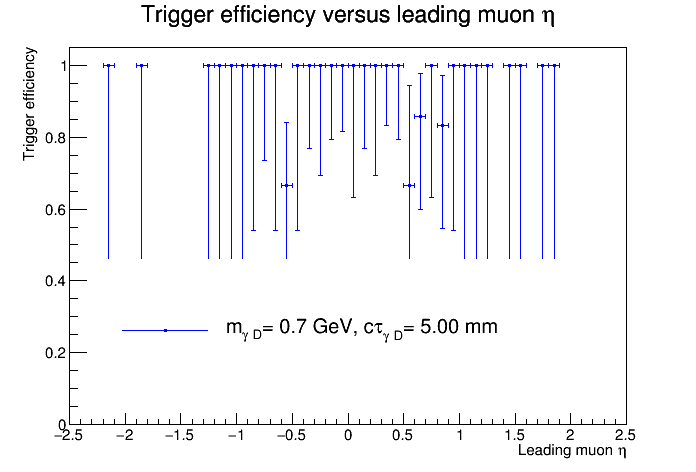 Trigger efficiency versus leading muon η
Trigger efficiency
1
0.8
0.6
0.4
0.2
0
m_γ D= 0.7 GeV, cτ_γ D= 5.00 mm
−2.5 −2 −1.5 −1 −0.5 0 0.5 1 1.5 2 2.5
Leading muon η